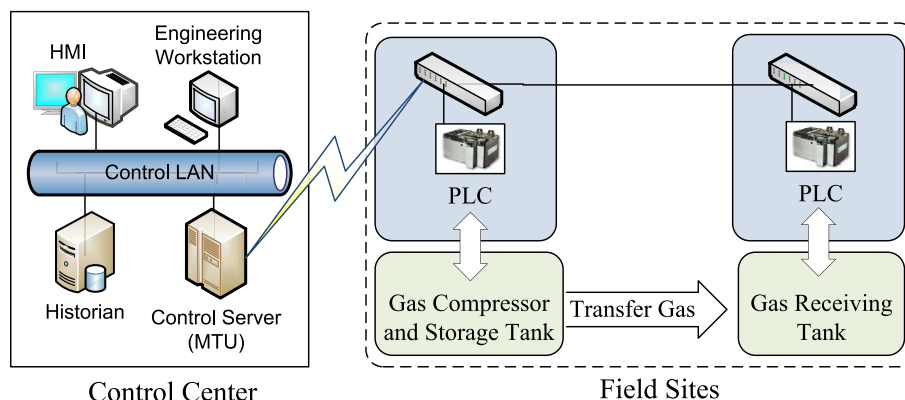 HMI
Engineering
Workstation
Control LAN
Historian
Control Server
(MTU)
Control Center
PLC
PLC
Gas Compressor
and Storage Tank
Transfer Gas
Gas Receiving
Tank
Field Sites